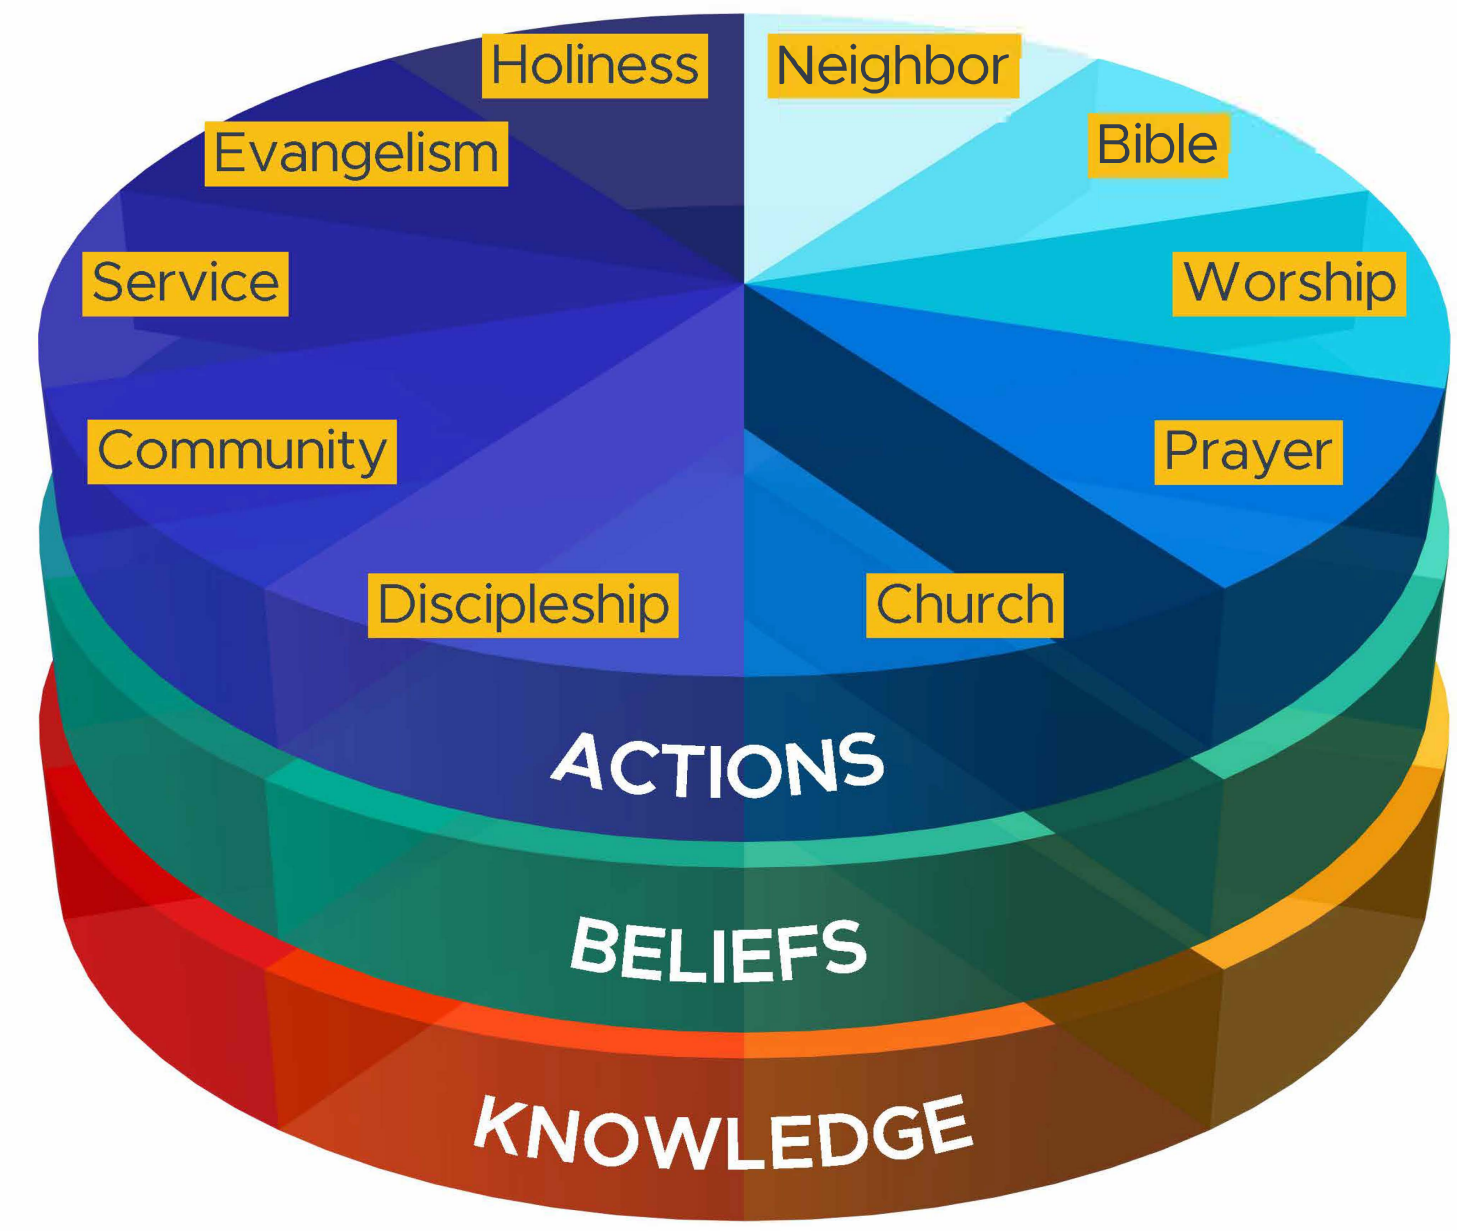 Holiness
Neighbor
Evangelism
Bible
Service
Worship
Community
Prayer
Discipleship
Church
ACTIONS
BELIEFS
KNOWLEDGE